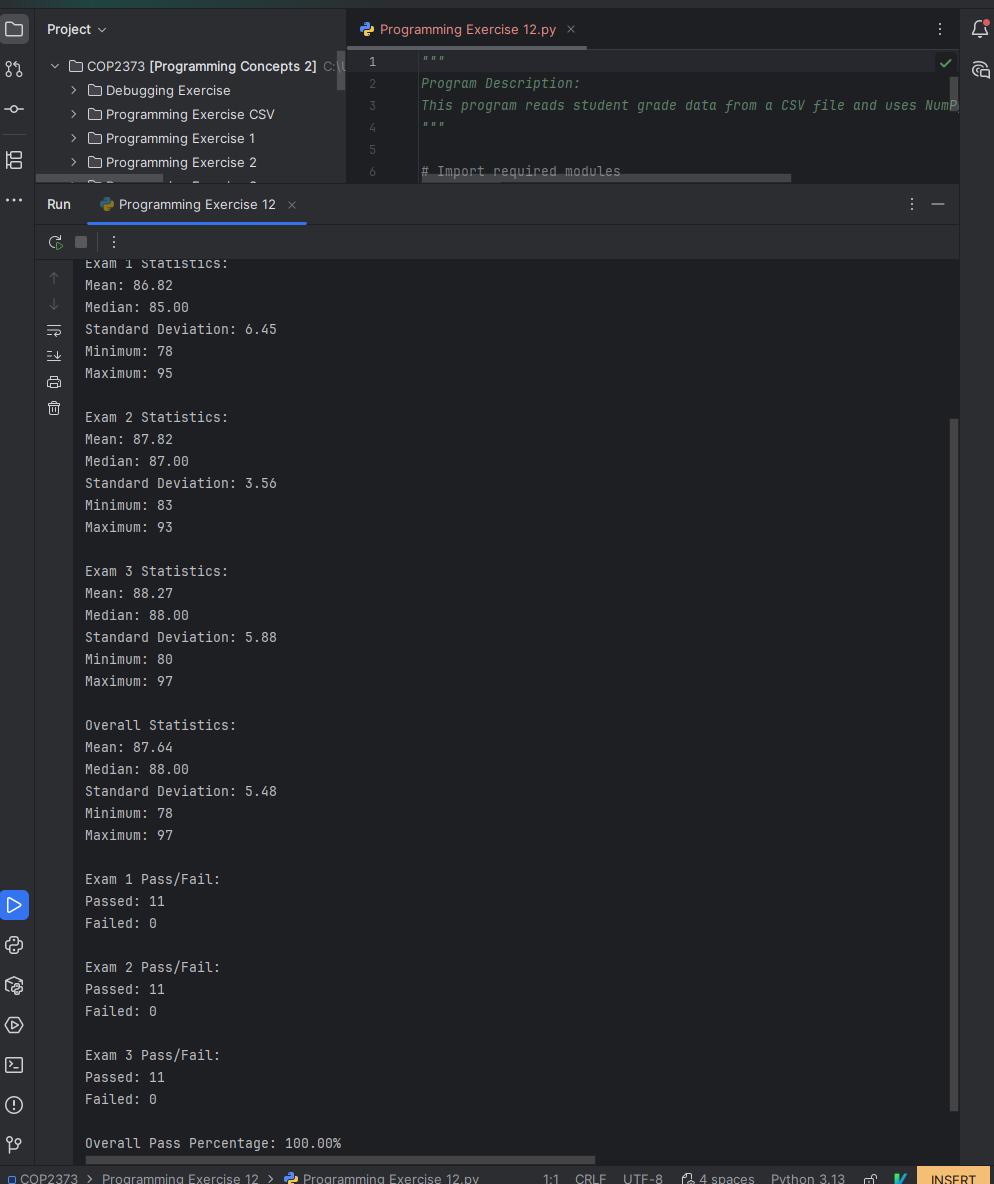 Project
Programming Exercise 12.py
COP2373 [Programming Concepts 2] C:\U
Debugging Exercise
Programming Exercise CSV
Programming Exercise 1
Programming Exercise 2
1 """
2 Program Description:
3 This program reads student grade data from a CSV file and uses NumP
4 """
5
6 # Import required modules
Run
Programming Exercise 12
Exam 1 Statistics:
Mean: 86.82
Median: 85.00
Standard Deviation: 6.45
Minimum: 78
Maximum: 95
Exam 2 Statistics:
Mean: 87.82
Median: 87.00
Standard Deviation: 3.56
Minimum: 83
Maximum: 93
Exam 3 Statistics:
Mean: 88.27
Median: 88.00
Standard Deviation: 5.88
Minimum: 80
Maximum: 97
Overall Statistics:
Mean: 87.64
Median: 88.00
Standard Deviation: 5.48
Minimum: 78
Maximum: 97
Exam 1 Pass/Fail:
Passed: 11
Failed: 0
Exam 2 Pass/Fail:
Passed: 11
Failed: 0
Exam 3 Pass/Fail:
Passed: 11
Failed: 0
Overall Pass Percentage: 100.00%
COP2373 > Programming Exercise 12 > Programming Exercise 12.py 1:1 CRLF UTF-8 4 spaces Python 3.13 INSERT